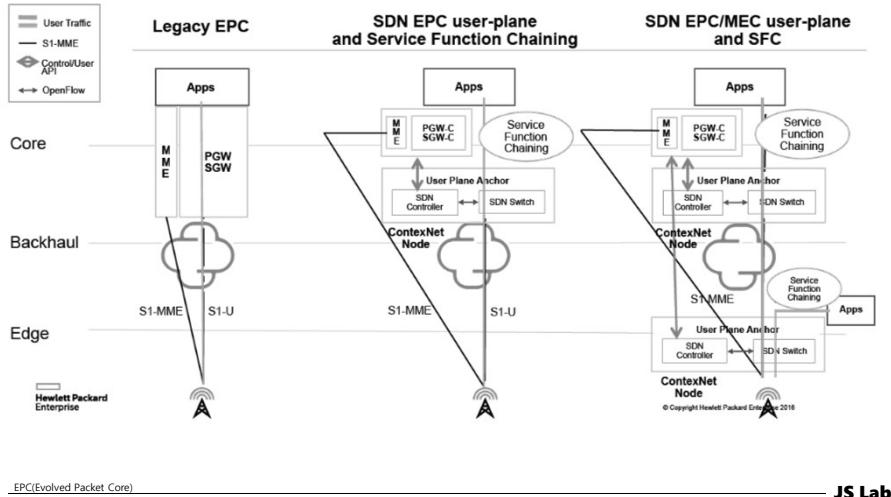 User Traffic
S1-MME
Control/User
API
OpenFlow
Legacy EPC
SDN EPC user-plane
and Service Function Chaining
SDN EPC/MEC user-plane
and SFC
Core
Backhaul
Edge
Apps
M
M
E
PGW
SGW
S1-MME
S1-U
Apps
M
M
E
PGW-C
SGW-C
Service
Function
Chaining
User Plane Anchor
SDN
Controller
SDN Switch
ContexNet
Node
S1-MME
S1-U
Apps
M
M
E
PGW-C
SGW-C
Service
Function
Chaining
User Plane Anchor
SDN
Controller
SDN Switch
ContexNet
Node
S1-MME
Service
Function
Chaining
Apps
User Plane Anchor
SDN
Controller
SDN Switch
ContexNet
Node
Hewlett Packard
Enterprise
© Copyright Hewlett Packard Enterprise 2016
EPC(Evolved Packet Core)
JS Lab